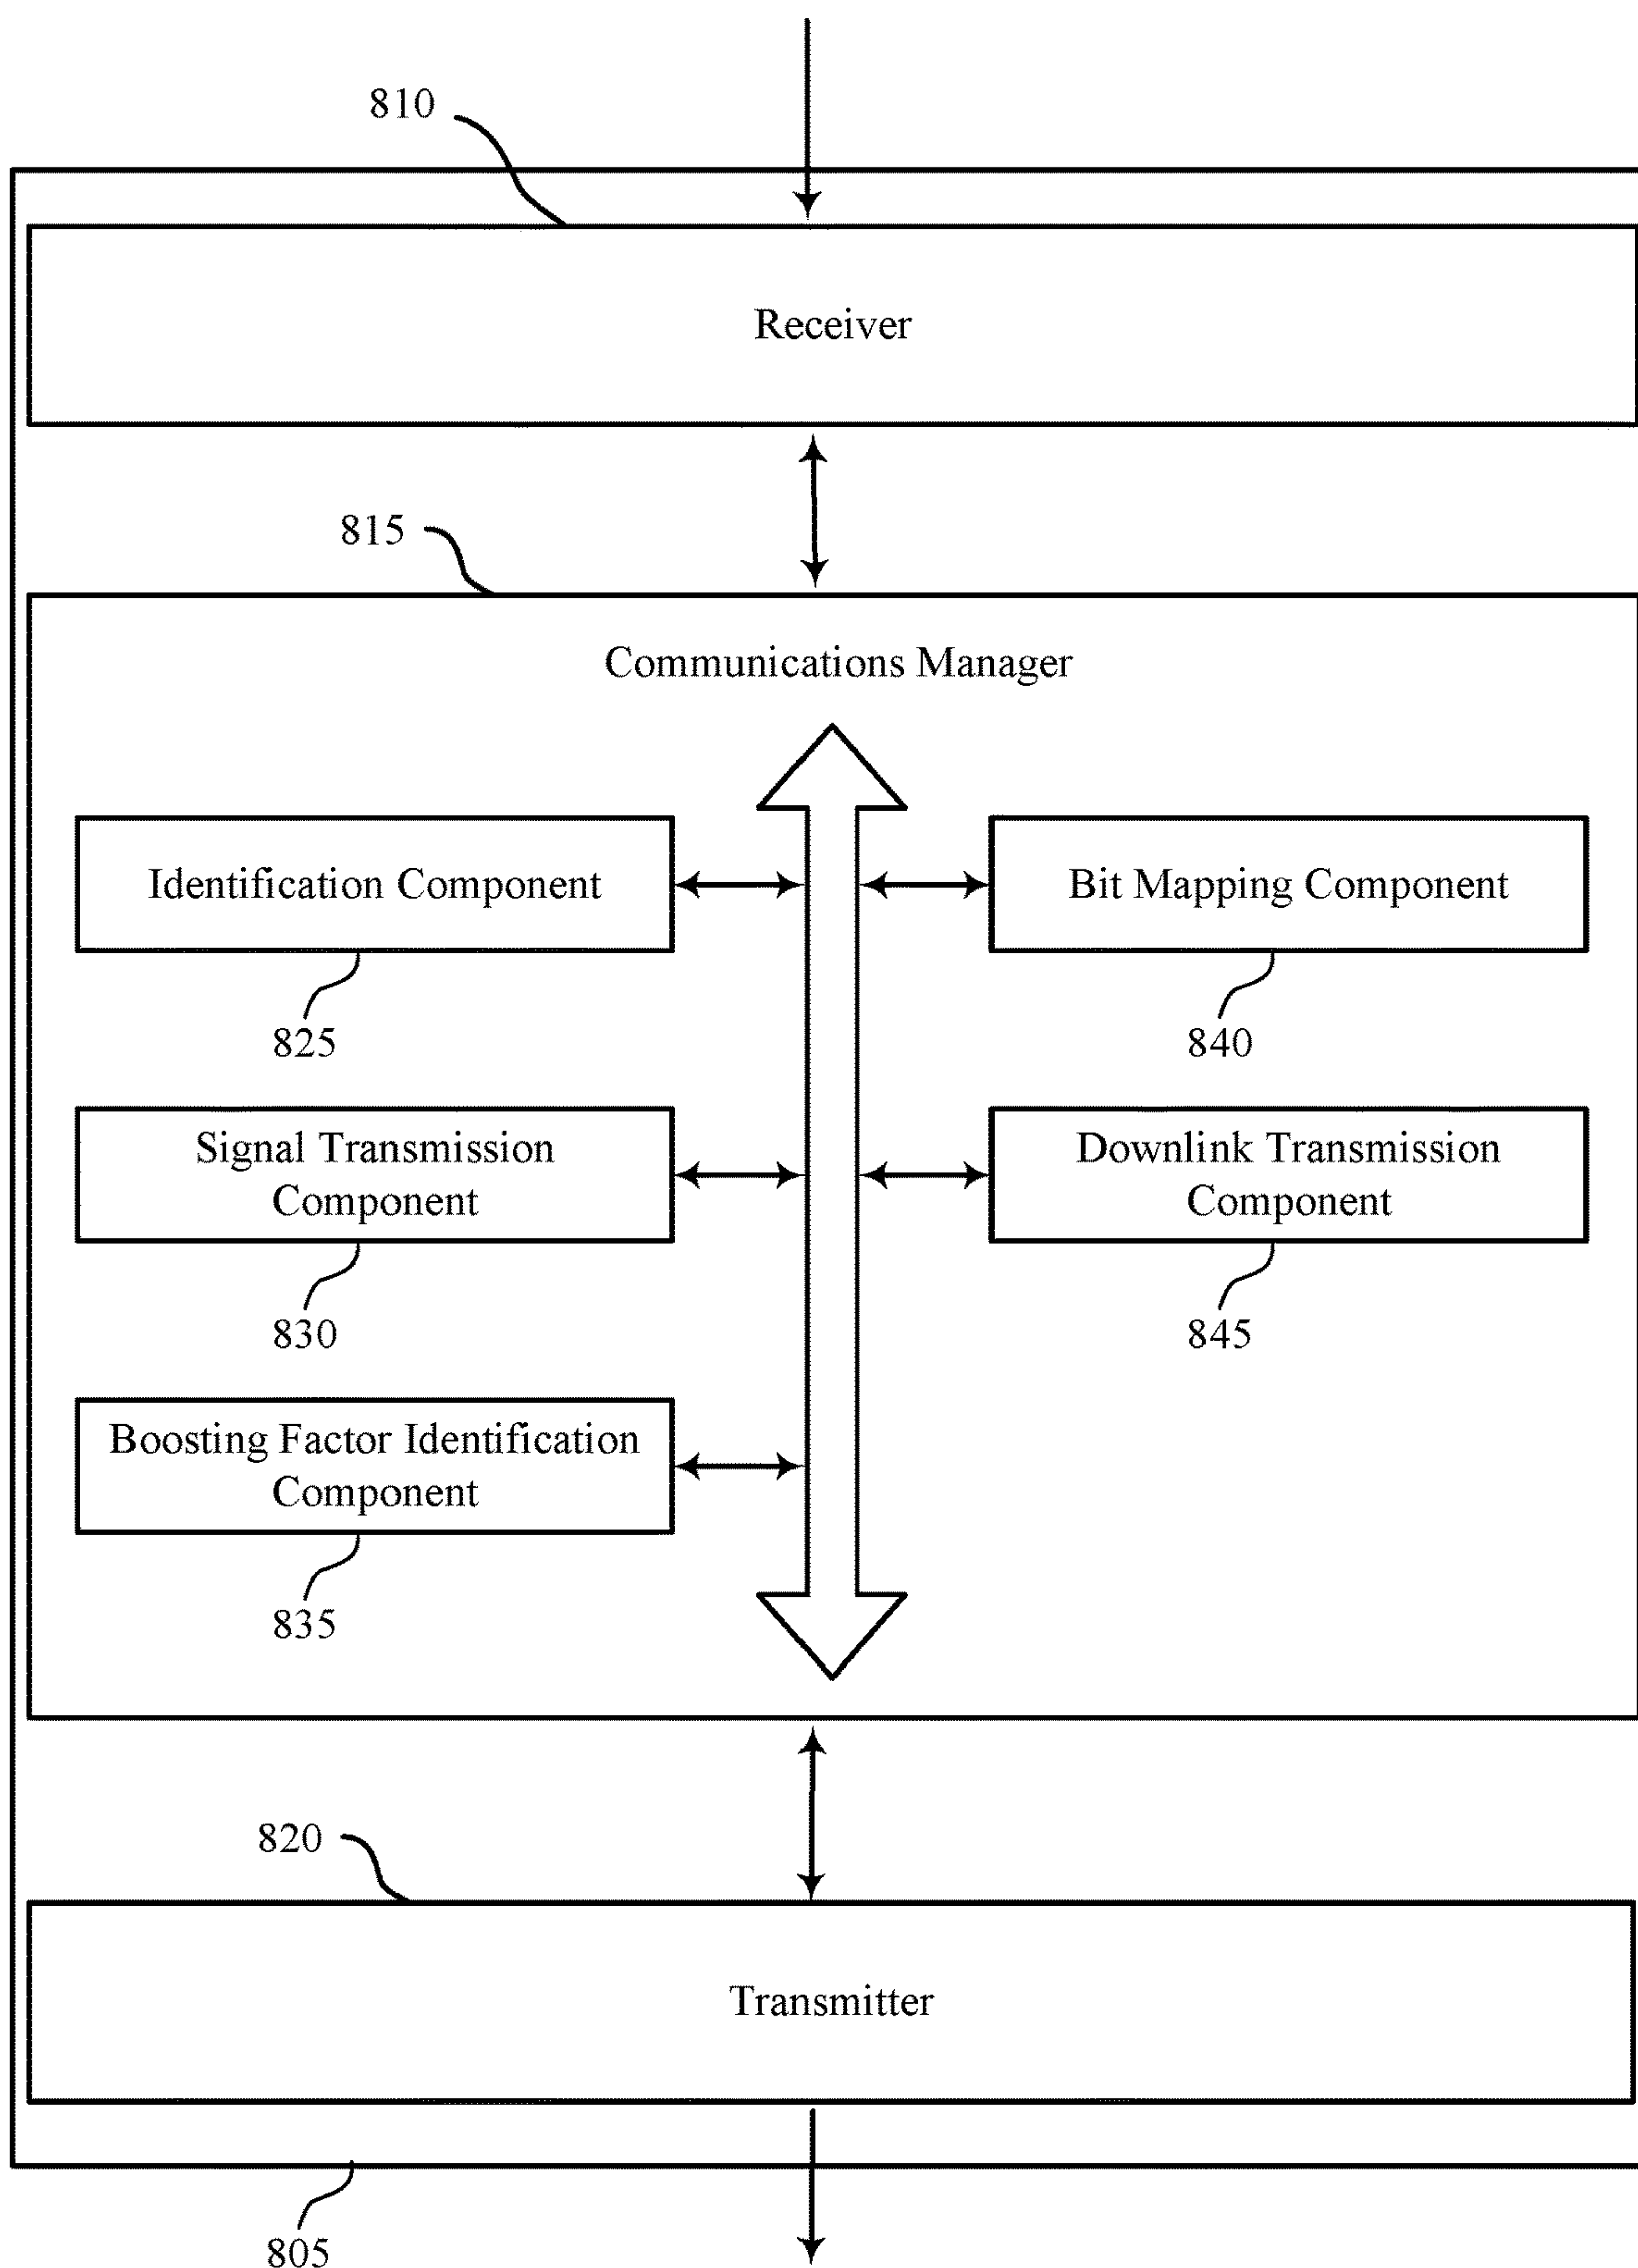 810
Receiver
815
Communications Manager
Identification Component
825
Bit Mapping Component
840
Signal Transmission
Component
830
Downlink Transmission
Component
845
Boosting Factor Identification
Component
835
820
Transmitter
805